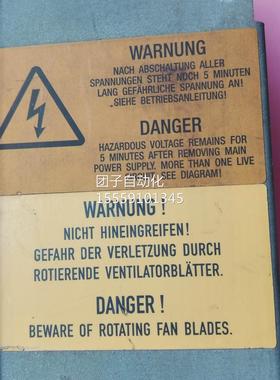 WARNUNG
NACH ABSCHALTUNG ALLER
SPANNUNGEN STEHT NOCH 5 MINUTEN
LANG GEFÄHRLICHE SPANNUNG AN!
„SIEHE BETRIEBSANLEITUNG!
DANGER
HAZARDOUS VOLTAGE REMAINS FOR
5 MINUTES AFTER REMOVING MAIN
POWER SUPPLY. MORE THAN ONE LIVE
SEE DIAGRAM!
团子自动化
15559101345
WARNUNG !
NICHT HINEINGREIFEN!
GEFAHR DER VERLETZUNG DURCH
ROTIERENDE VENTILATORBLÄTTER.
DANGER !
BEWARE OF ROTATING FAN BLADES.